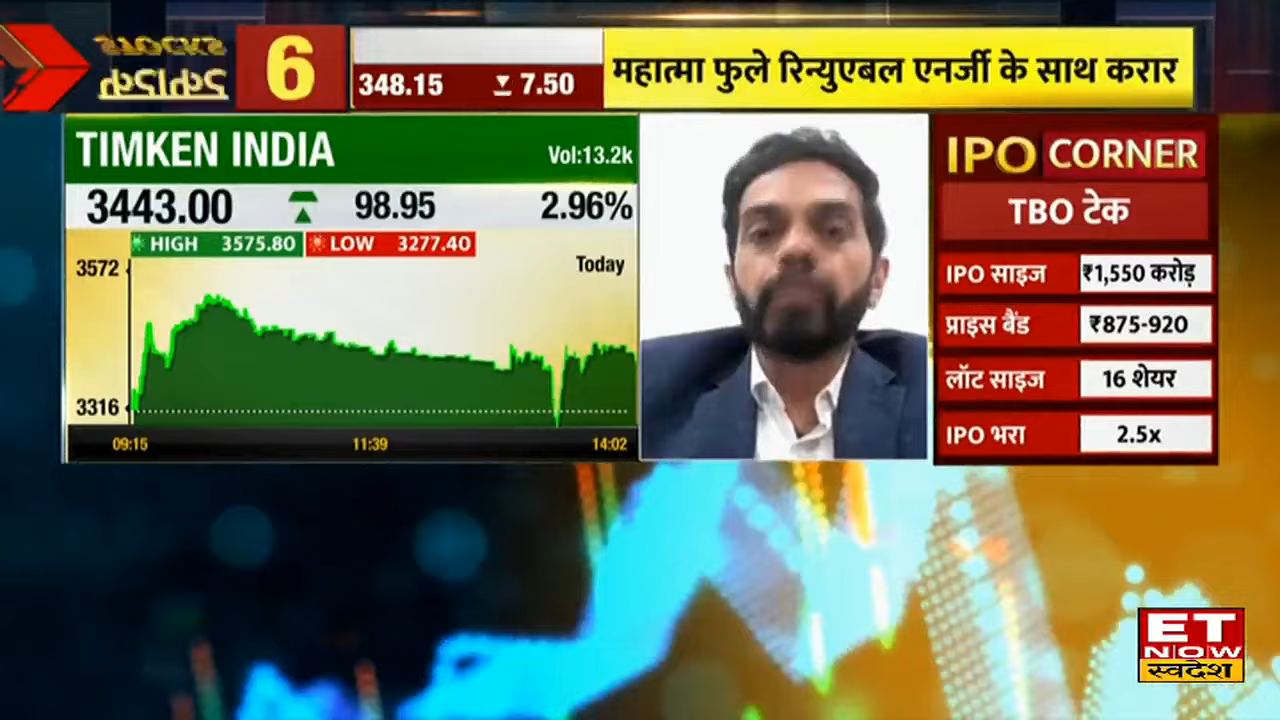 6
348.15 7.50
महात्मा फुले रिन्युएबल एनर्जी के साथ करार
TIMKEN INDIA
Vol:13.2k
3443.00 98.95 2.96%
HIGH 3575.80 LOW 3277.40
Today
3572
3316
09:15 11:39 14:02
IPO CORNER
TBO टेक
IPO साइज ₹1,550 करोड़
प्राइस बैंड ₹875-920
लॉट साइज 16 शेयर
IPO भरा 2.5x
ET
NOW
स्वदेश